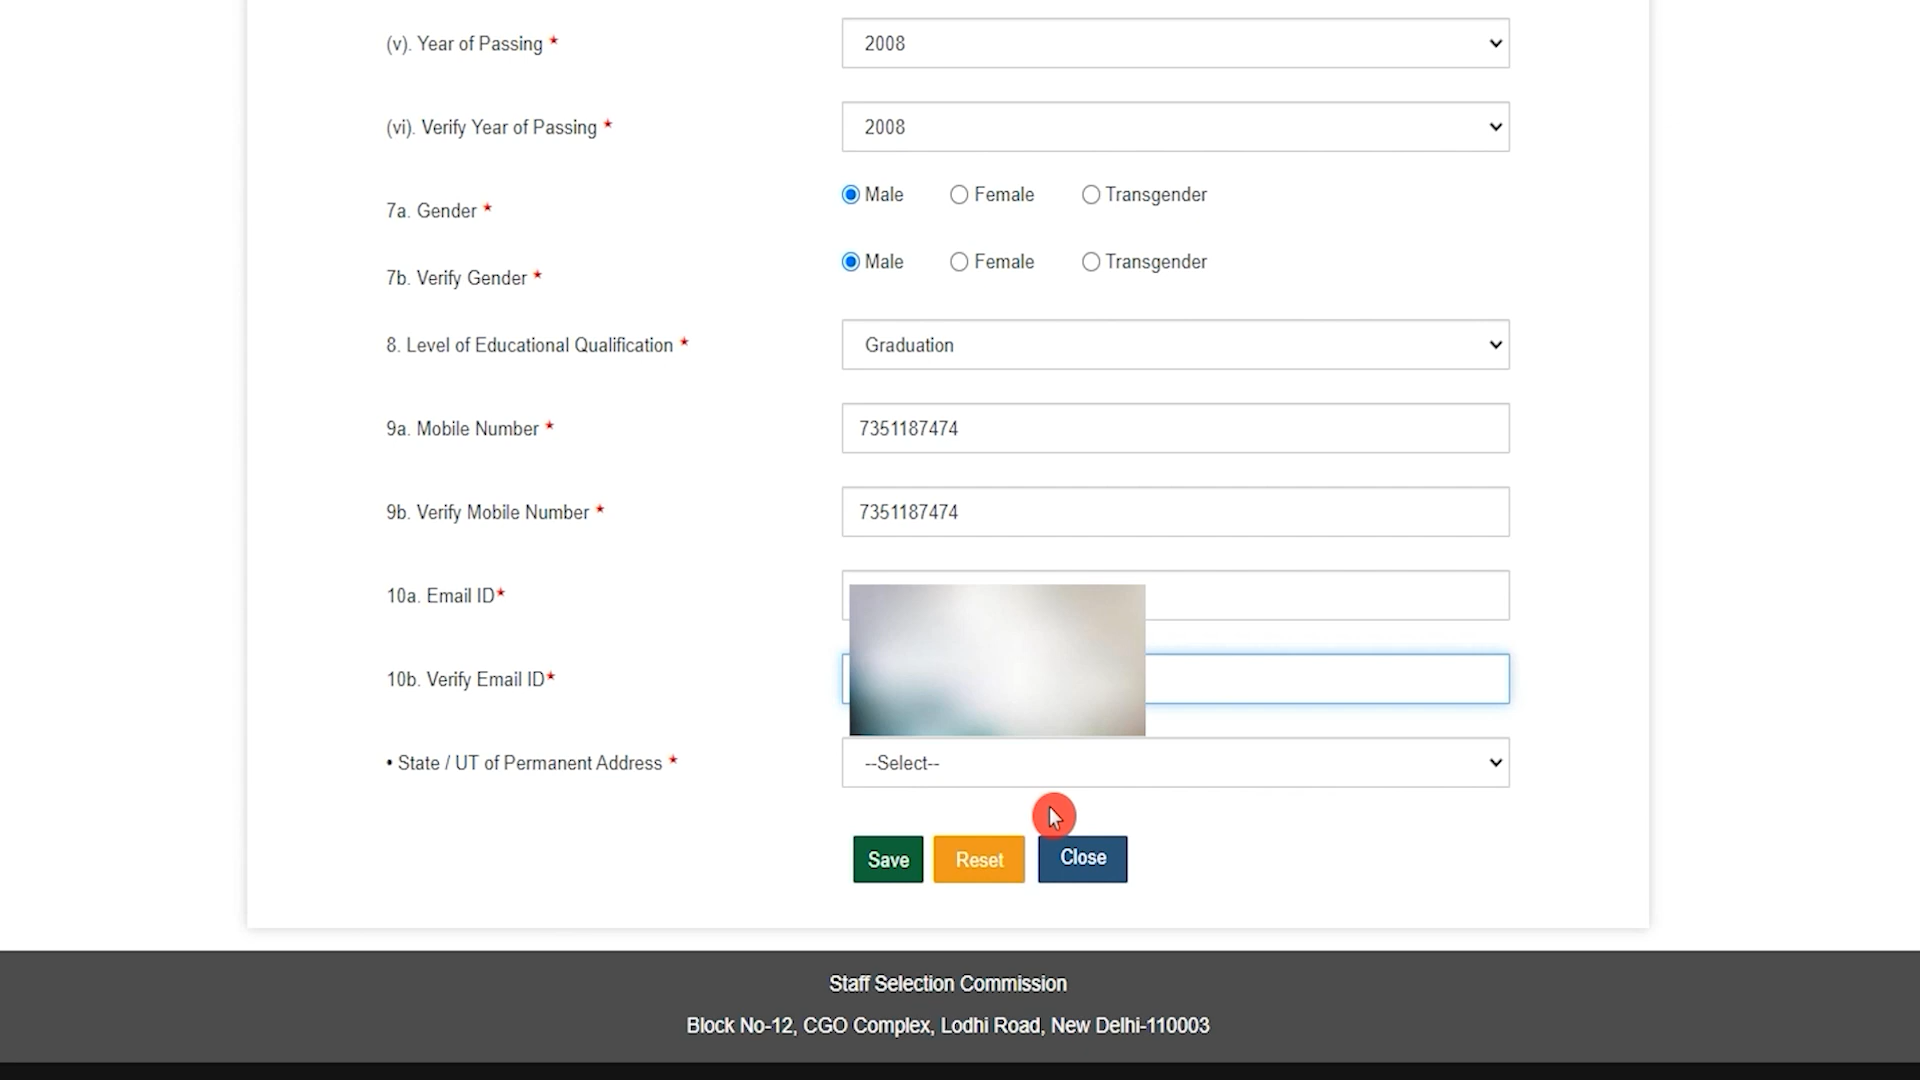 (v). Year of Passing *
2008
(vi). Verify Year of Passing *
2008
7a. Gender *
Male Female Transgender
7b. Verify Gender *
Male Female Transgender
8. Level of Educational Qualification *
Graduation
9a. Mobile Number *
7351187474
9b. Verify Mobile Number *
7351187474
10a. Email ID*
10b. Verify Email ID*
• State / UT of Permanent Address *
--Select--
Save Reset Close
Staff Selection Commission
Block No-12, CGO Complex, Lodhi Road, New Delhi-110003